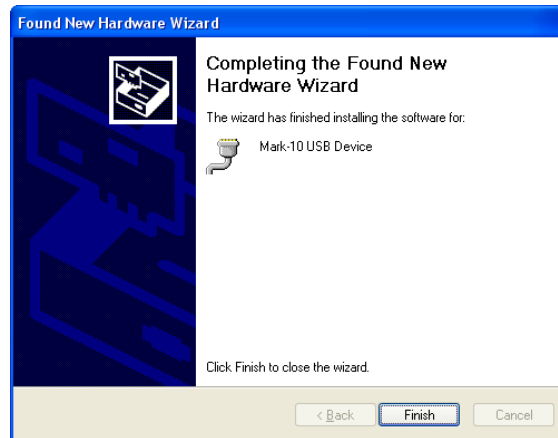 Found New Hardware Wizard
Completing the Found New
Hardware Wizard
The wizard has finished installing the software for:
Mark-10 USB Device
Click Finish to close the wizard.
< Back
Finish
Cancel